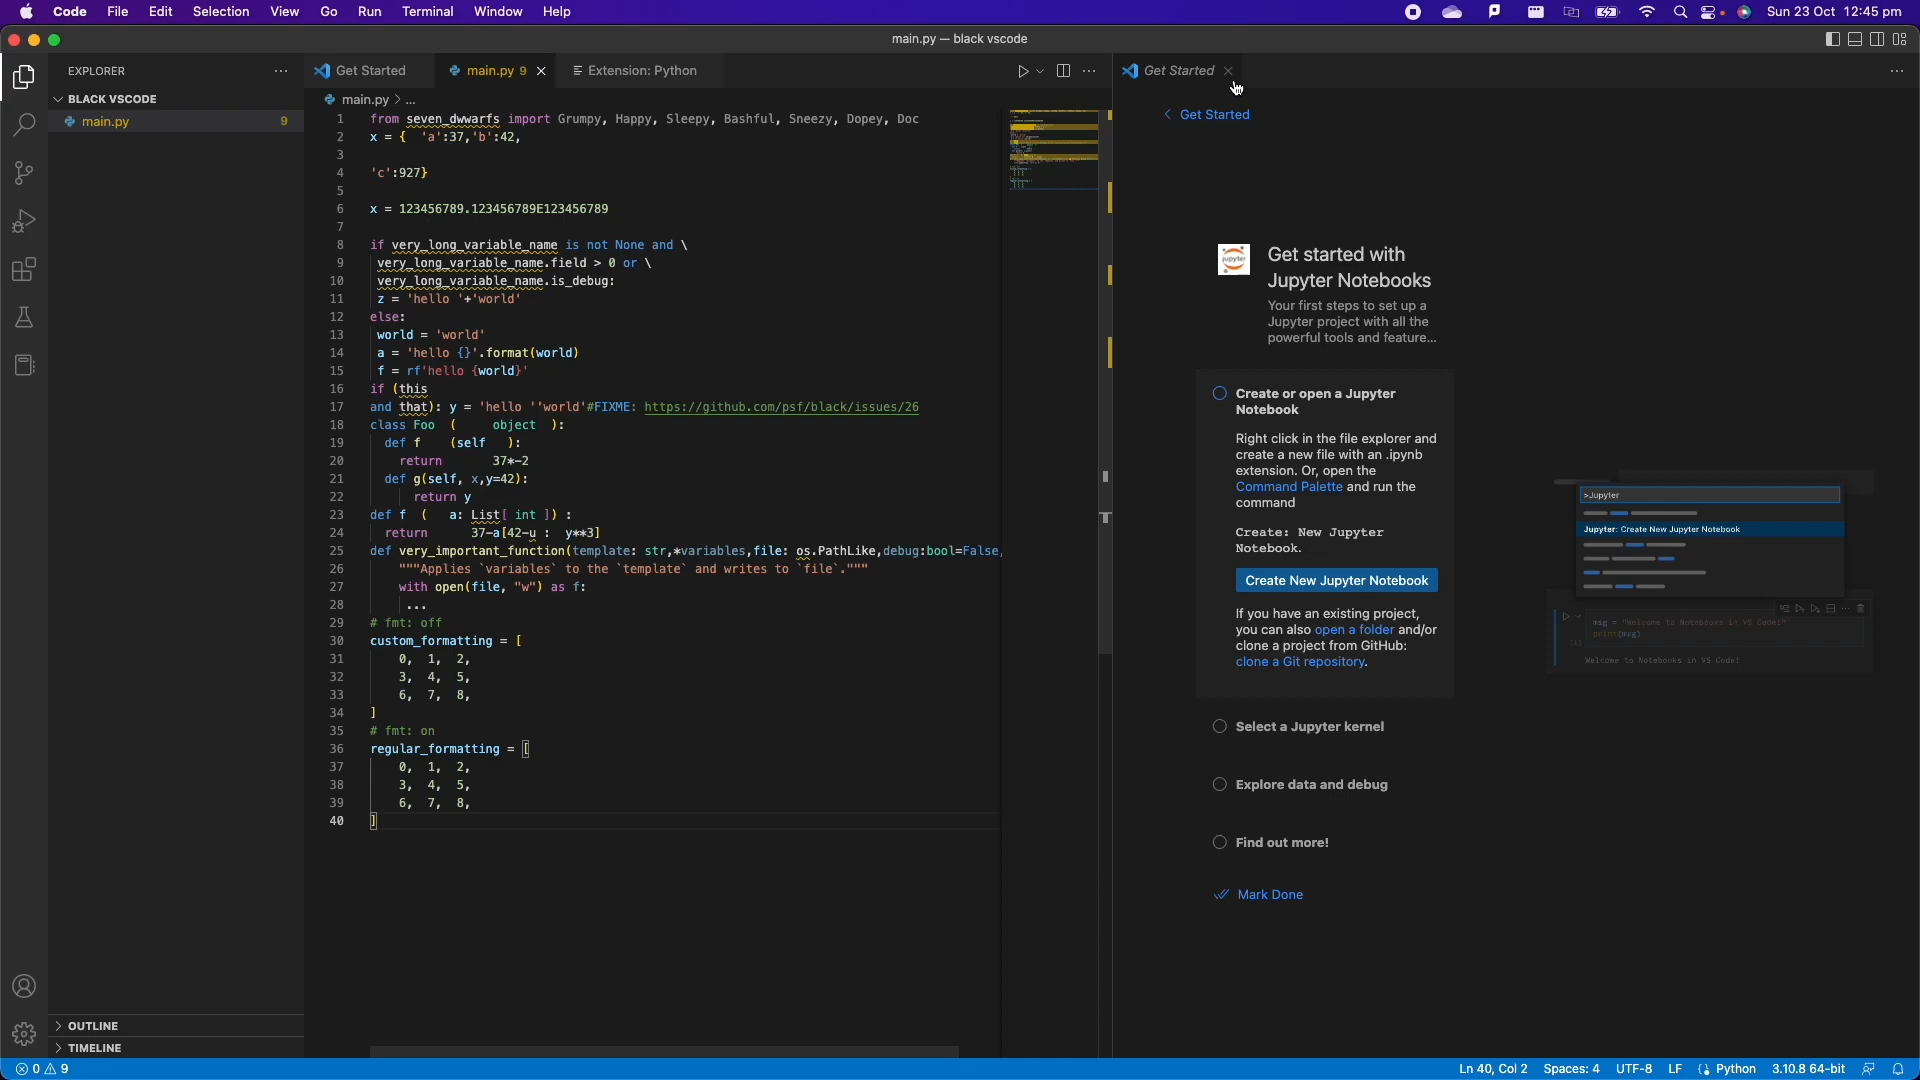 Code File Edit Selection View Go Run Terminal Window Help Sun 23 Oct 12:45 pm
main.py — black vscode
EXPLORER
BLACK VSCODE
main.py 9
Get Started main.py 9 Extension: Python
main.py > ...
1 from seven_dwwarfs import Grumpy, Happy, Sleepy, Bashful, Sneezy, Dopey, Doc
2 x = { 'a':37,'b':42,
3
4 'c':927}
5
6 x = 123456789.123456789E123456789
7
8 if very_long_variable_name is not None and \
9 very_long_variable_name.field > 0 or \
10 very_long_variable_name.is_debug:
11 z = 'hello '+'world'
12 else:
13 world = 'world'
14 a = 'hello {}'.format(world)
15 f = rf'hello {world}'
16 if (this
17 and that): y = 'hello ''world'#FIXME: https://github.com/psf/black/issues/26
18 class Foo ( object ):
19 def f (self ):
20 return 37*-2
21 def g(self, x,y=42):
22 return y
23 def f ( a: List[ int ]) :
24 return 37-a[42-u : y**3]
25 def very_important_function(template: str,*variables,file: os.PathLike,debug:bool=False,
26 """Applies `variables` to the `template` and writes to `file`."""
27 with open(file, "w") as f:
28 ...
29 # fmt: off
30 custom_formatting = [
31 0, 1, 2,
32 3, 4, 5,
33 6, 7, 8,
34 ]
35 # fmt: on
36 regular_formatting = [
37 0, 1, 2,
38 3, 4, 5,
39 6, 7, 8,
40 ]
Get Started
< Get Started
jupyter
Get started with
Jupyter Notebooks
Your first steps to set up a
Jupyter project with all the
powerful tools and feature...
Create or open a Jupyter
Notebook
Right click in the file explorer and
create a new file with an .ipynb
extension. Or, open the
Command Palette and run the
command
Create: New Jupyter
Notebook.
Create New Jupyter Notebook
If you have an existing project,
you can also open a folder and/or
clone a project from GitHub:
clone a Git repository.
Select a Jupyter kernel
Explore data and debug
Find out more!
Mark Done
>Jupyter
Jupyter: Create New Jupyter Notebook
msg = "Welcome to Notebooks in VS Code!"
print(msg)
Welcome to Notebooks in VS Code!
OUTLINE
TIMELINE
0 9
Ln 40, Col 2 Spaces: 4 UTF-8 LF Python 3.10.8 64-bit